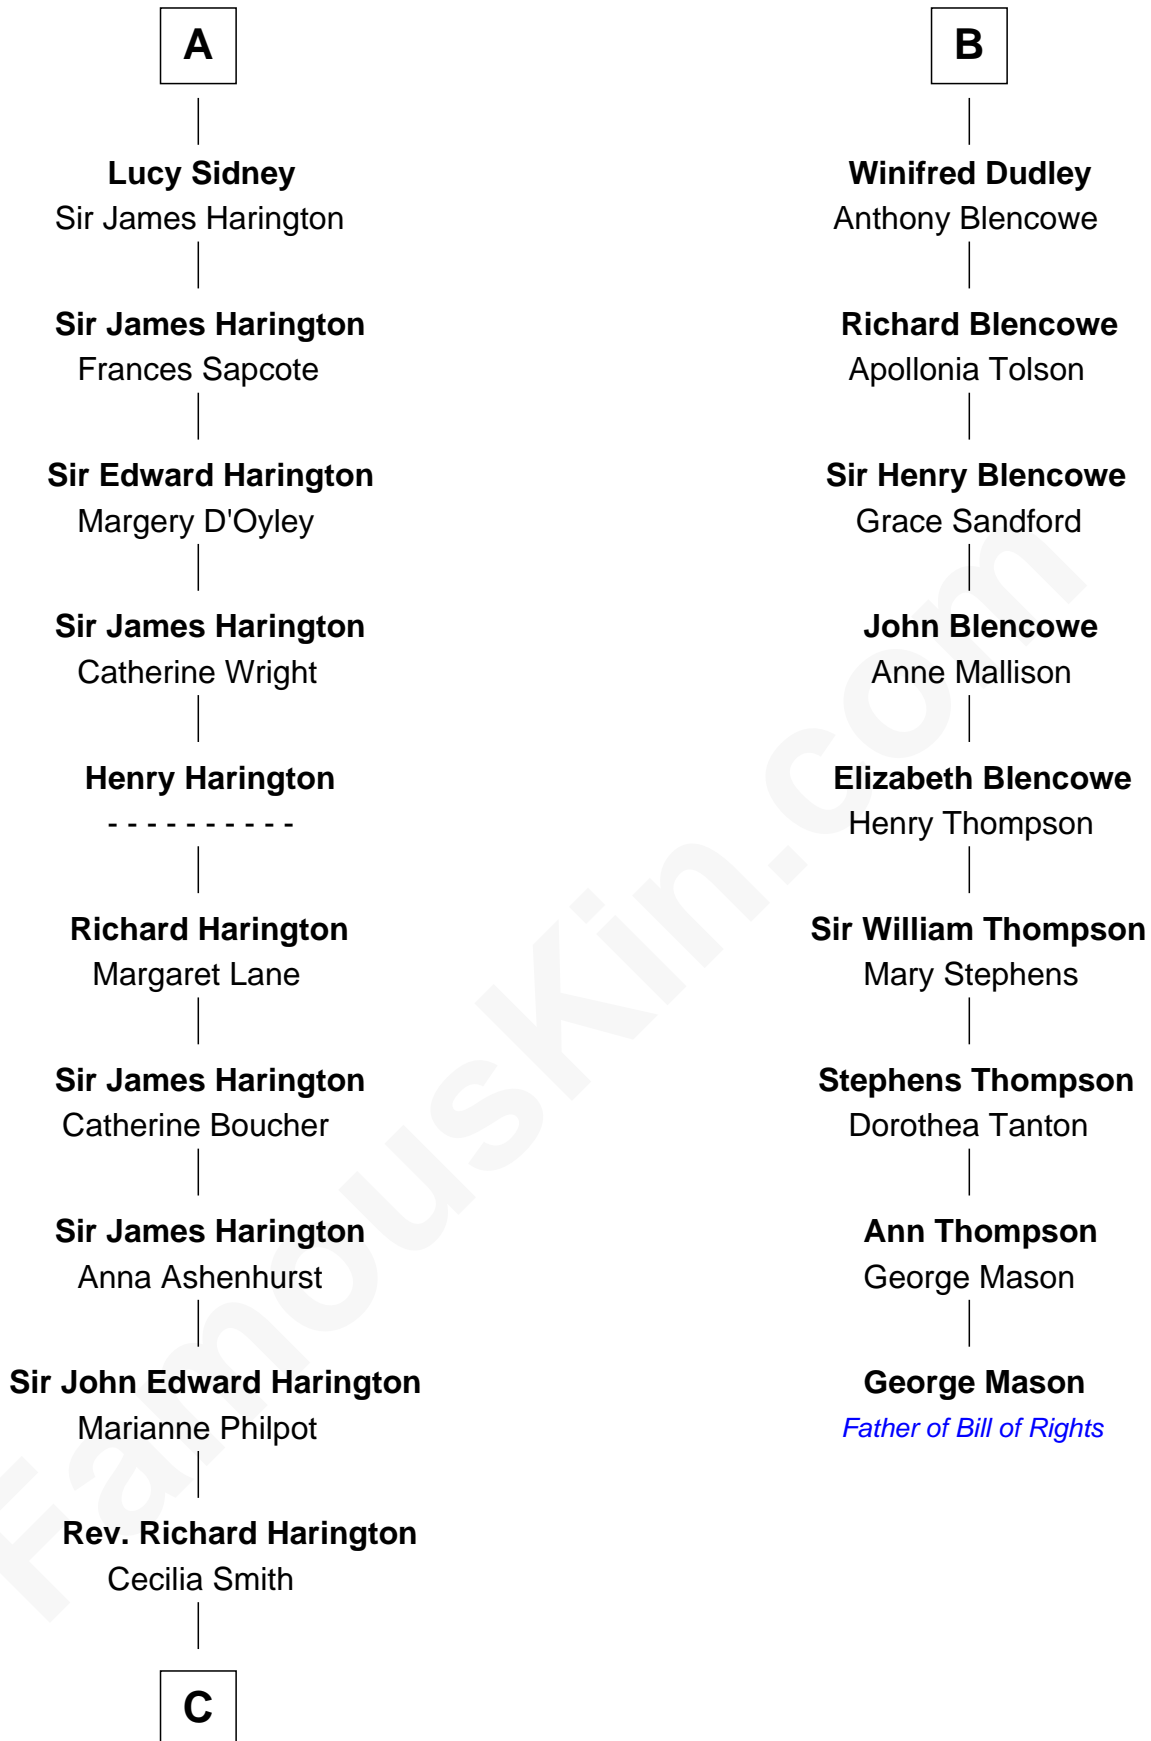 A
Lucy Sidney
Sir James Harington
Sir James Harington
Frances Sapcote
Sir Edward Harington
Margery D'Oyley
Sir James Harington
Catherine Wright
Henry Harington
- - - - - - - - - -
Richard Harington
Margaret Lane
Sir James Harington
Catherine Boucher
Sir James Harington
Anna Ashenhurst
Sir John Edward Harington
Marianne Philpot
Rev. Richard Harington
Cecilia Smith
C
B
Winifred Dudley
Anthony Blencowe
Richard Blencowe
Apollonia Tolson
Sir Henry Blencowe
Grace Sandford
John Blencowe
Anne Mallison
Elizabeth Blencowe
Henry Thompson
Sir William Thompson
Mary Stephens
Stephens Thompson
Dorothea Tanton
Ann Thompson
George Mason
George Mason
Father of Bill of Rights
FamousKin.com